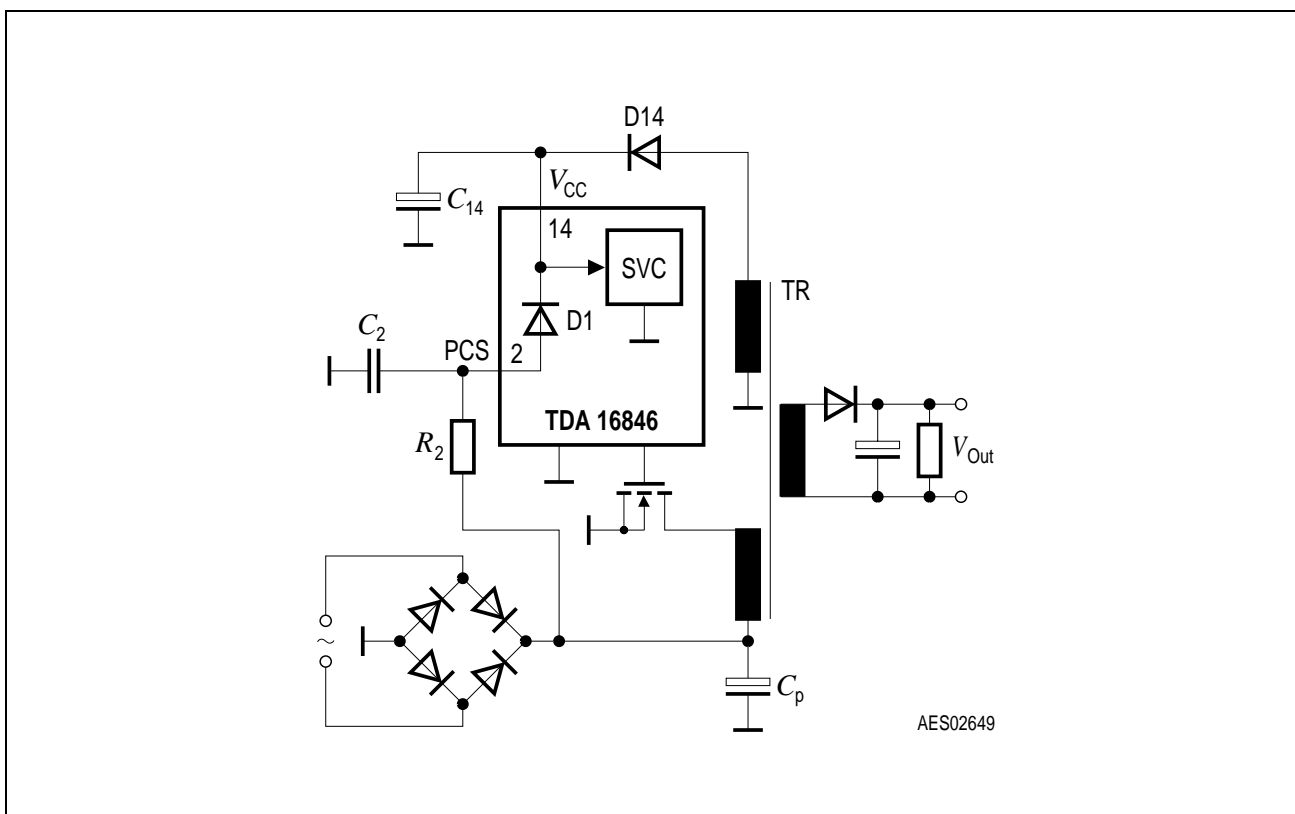 D14
V_CC
C_14
14
SVC
TR
D1
C_2
PCS 2
TDA 16846
R_2
V_Out
~
C_p
AES02649